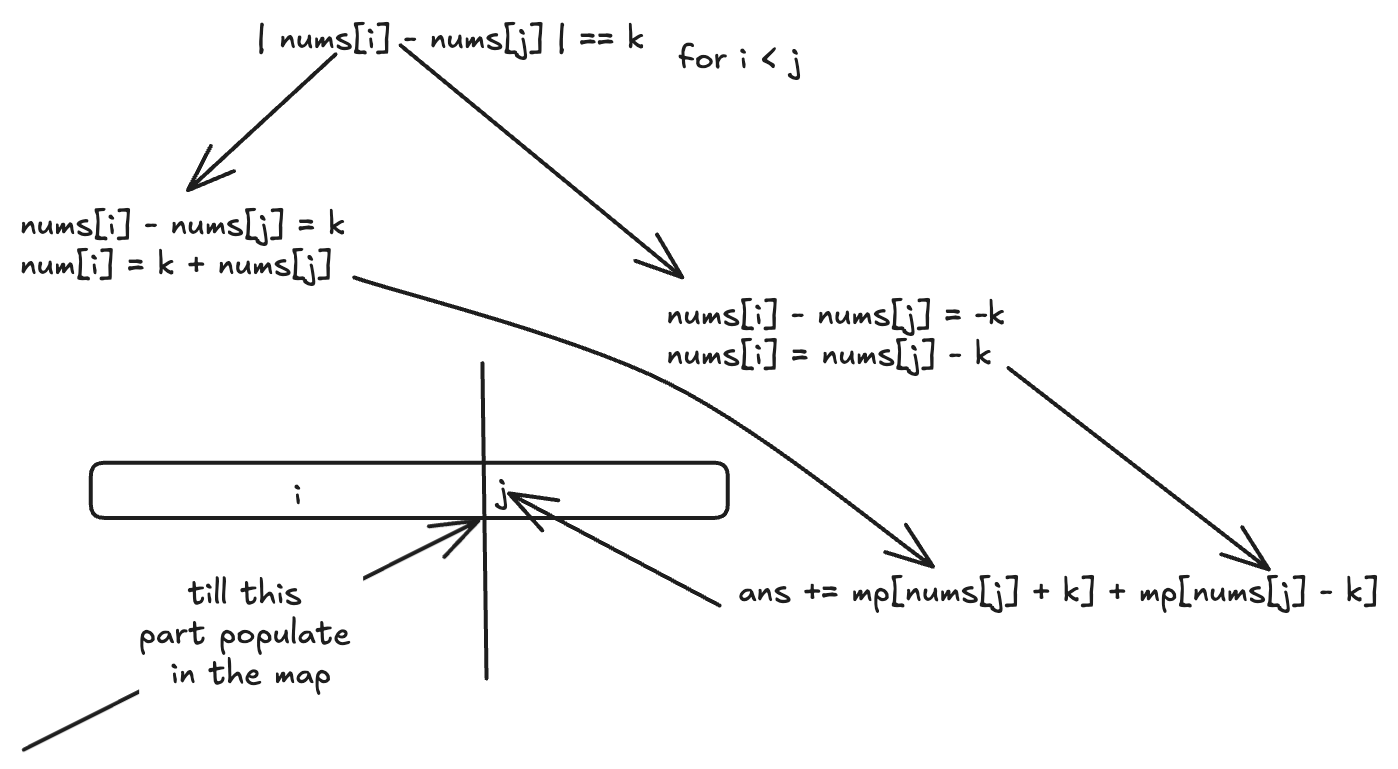 | nums[i] - nums[j] | == k
for i < j
nums[i] - nums[j] = k
num[i] = k + nums[j]
nums[i] - nums[j] = -k
nums[i] = nums[j] - k
i
j
till this
part populate
in the map
ans += mp[nums[j] + k] + mp[nums[j] - k]